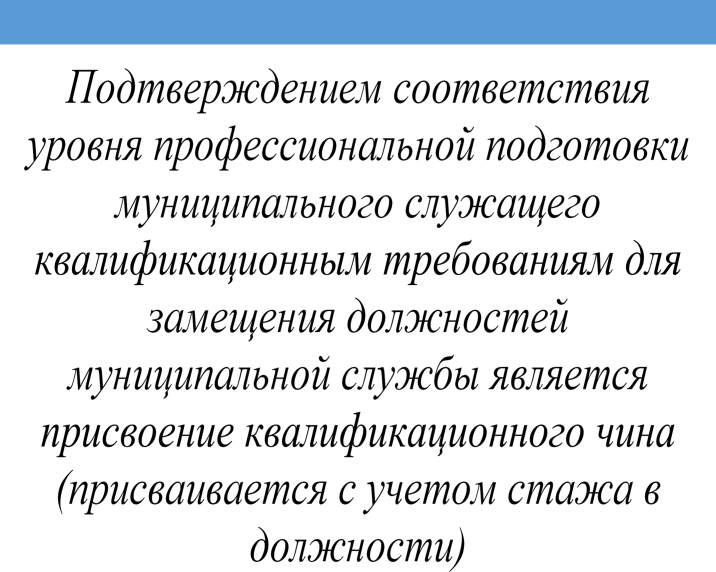 Подтверждением соответствия
уровня профессиональной подготовки
муниципального служащего
квалификационным требованиям для
замещения должностей
муниципальной службы является
присвоение квалификационного чина
(присваивается с учетом стажа в
должности)